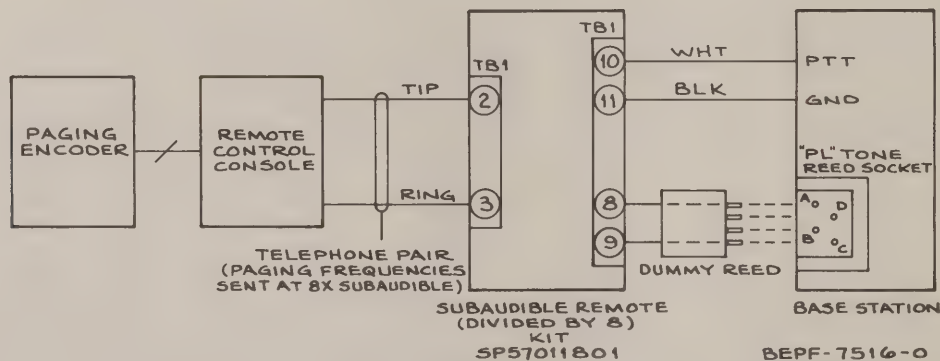 PAGING
ENCODER
REMOTE
CONTROL
CONSOLE
TIP
RING
TELEPHONE PAIR
(PAGING FREQUENCIES
SENT AT 8X SUBAUDIBLE)
TB1
2
3
TB1
10
11
8
9
SUBAUDIBLE REMOTE
(DIVIDED BY 8)
KIT
SP57011801
WHT
BLK
DUMMY REED
PTT
GND
"PL" TONE
REED SOCKET
A D
B C
BASE STATION
BEPF-7516-O